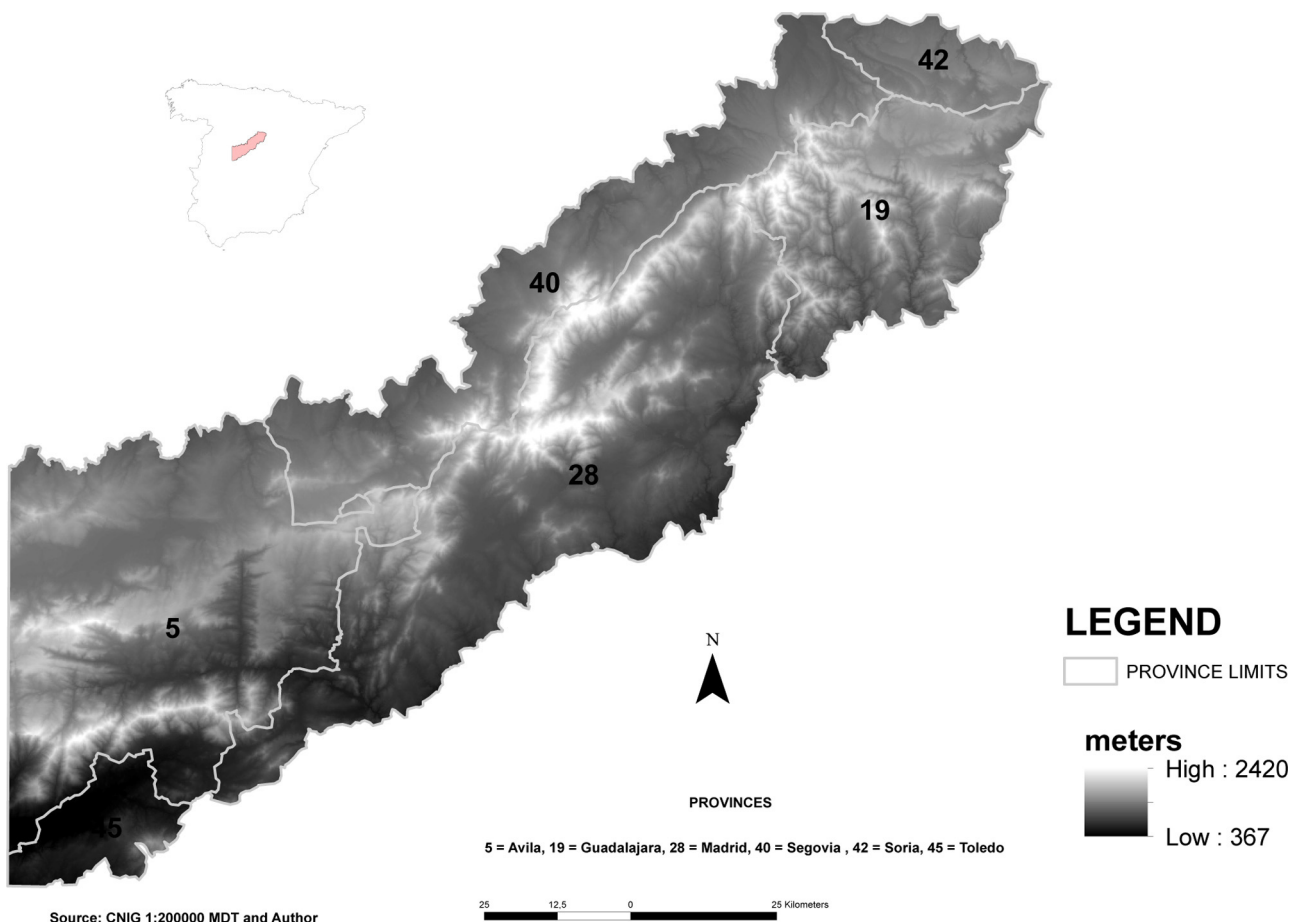 42
19
40
28
5
45
N
LEGEND
PROVINCE LIMITS
meters
High : 2420
Low : 367
PROVINCES
5 = Avila, 19 = Guadalajara, 28 = Madrid, 40 = Segovia , 42 = Soria, 45 = Toledo
25 12,5 0 25 Kilometers
Source: CNIG 1:200000 MDT and Author